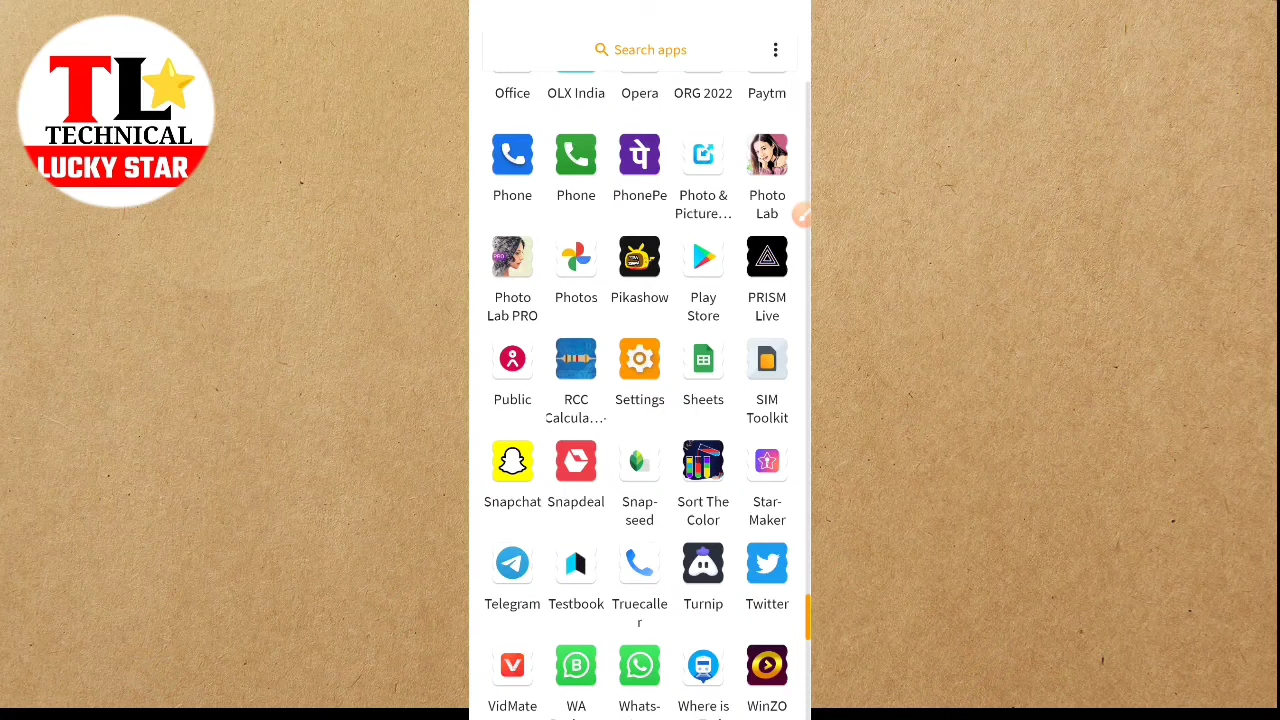 TL
TECHNICAL
LUCKY STAR
Search apps
Office OLX India Opera ORG 2022 Paytm
Phone Phone PhonePe Photo & Picture... Photo Lab
पे
PRO
Photo Lab PRO Photos Pikashow Play Store PRISM Live
Public RCC Calcula... Settings Sheets SIM Toolkit
Snapchat Snapdeal Snap-seed Sort The Color Star-Maker
Telegram Testbook Truecaller Turnip Twitter
B
VidMate WA Whats- Where is WinZO